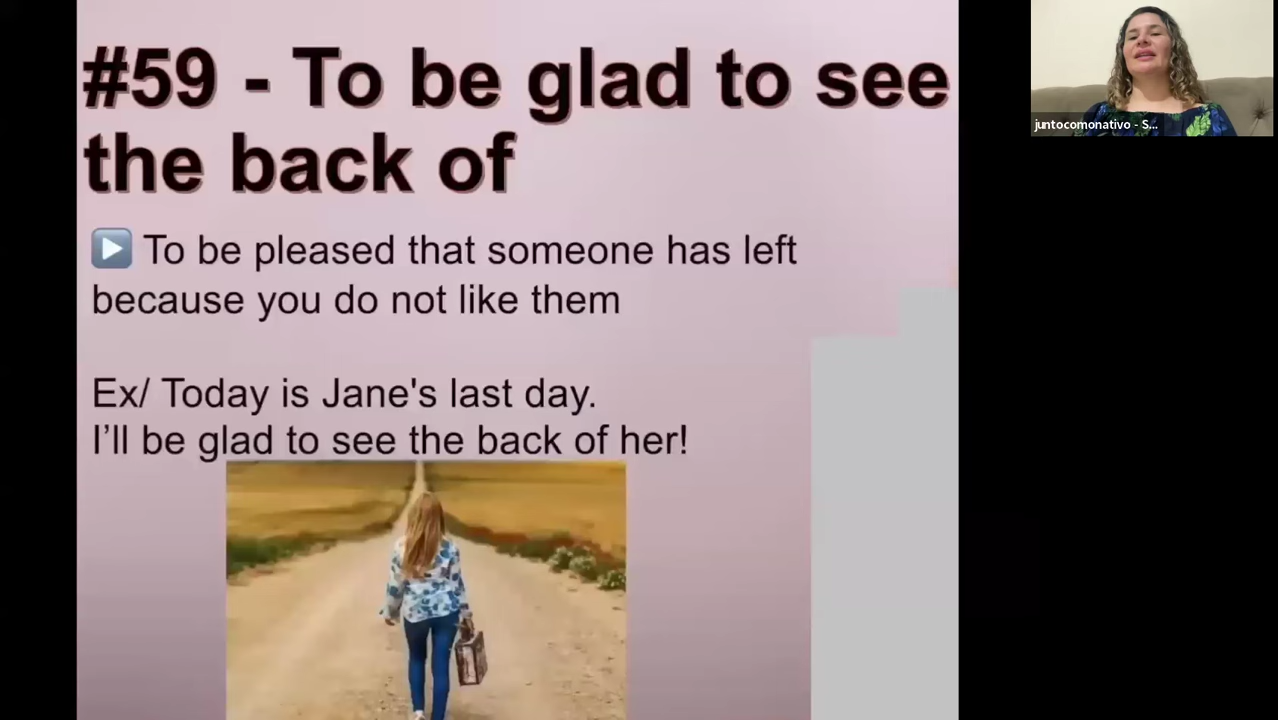 #59 - To be glad to see
the back of
To be pleased that someone has left
because you do not like them
Ex/ Today is Jane's last day.
I’ll be glad to see the back of her!
juntocomonativo - S...